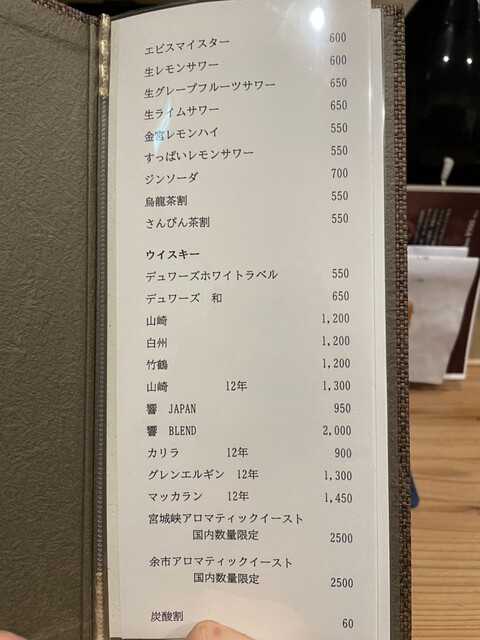 エビスマイスター 600
生レモンサワー 600
生グレープフルーツサワー 650
生ライムサワー 650
金宮レモンハイ 550
すっぱいレモンサワー 550
ジンソーダ 700
烏龍茶割 550
さんぴん茶割 550
ウイスキー
デュワーズホワイトラベル 550
デュワーズ 和 650
山崎 1,200
白州 1,200
竹鶴 1,200
山崎 12年 1,300
響 JAPAN 950
響 BLEND 2,000
カリラ 12年 900
グレンエルギン 12年 1,300
マッカラン 12年 1,450
宮城峡アロマティックイースト
国内数量限定 2500
余市アロマティックイースト
国内数量限定 2500
炭酸割 60